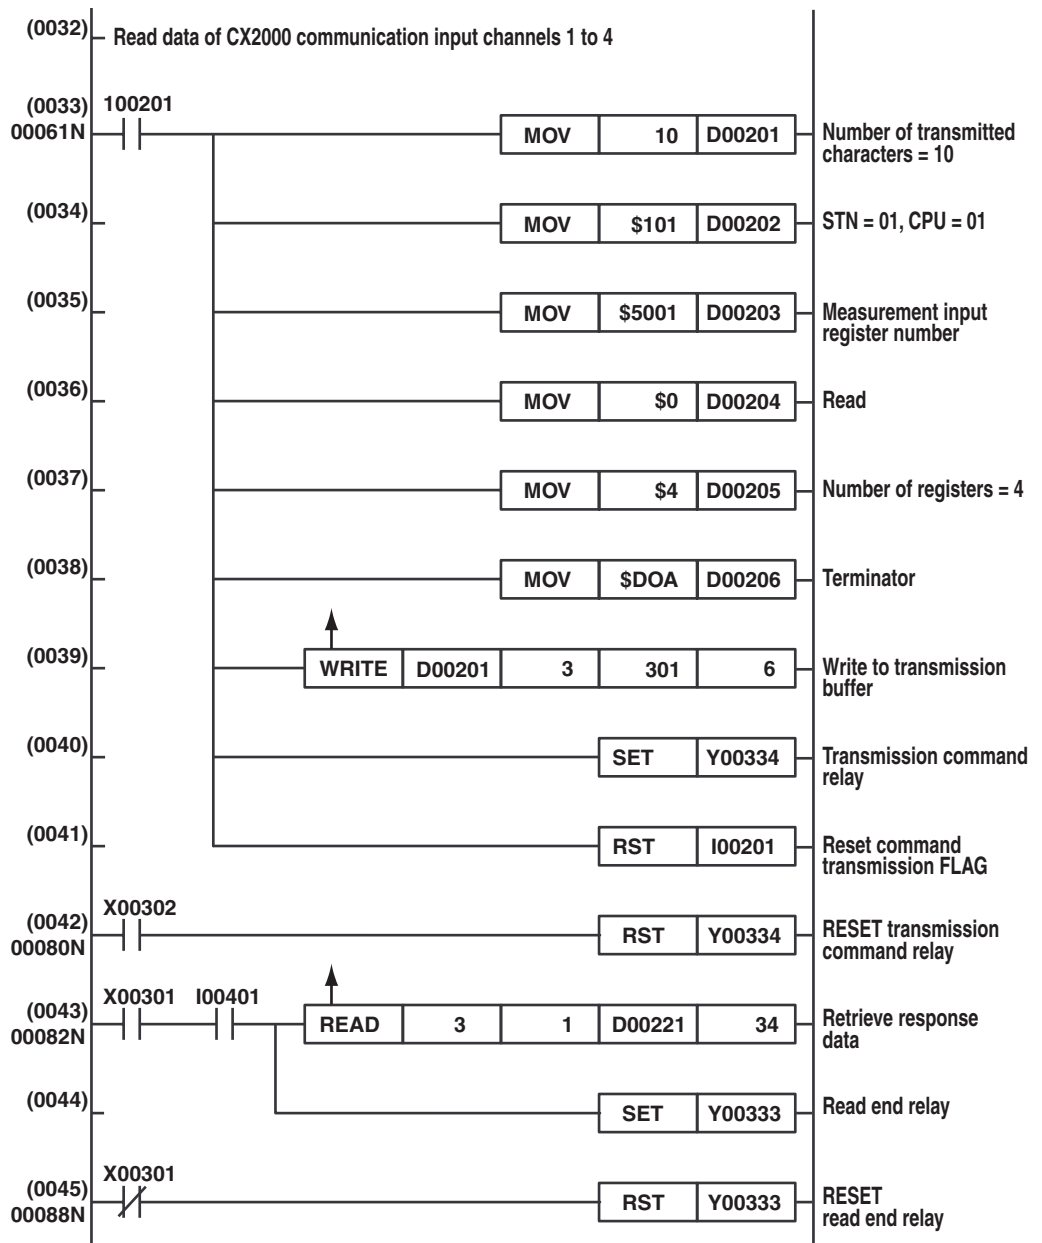 (0032)
Read data of CX2000 communication input channels 1 to 4
(0033) 100201
00061N MOV 10 D00201 Number of transmitted
characters = 10
(0034) MOV $101 D00202 STN = 01, CPU = 01
(0035) MOV $5001 D00203 Measurement input
register number
(0036) MOV $0 D00204 Read
(0037) MOV $4 D00205 Number of registers = 4
(0038) MOV $DOA D00206 Terminator
(0039) WRITE D00201 3 301 6 Write to transmission
buffer
(0040) SET Y00334 Transmission command
relay
(0041) RST I00201 Reset command
transmission FLAG
X00302
(0042) RST Y00334 RESET transmission
00080N command relay
X00301 I00401
(0043) READ 3 1 D00221 34 Retrieve response
00082N data
(0044) SET Y00333 Read end relay
X00301
(0045) RST Y00333 RESET
00088N read end relay